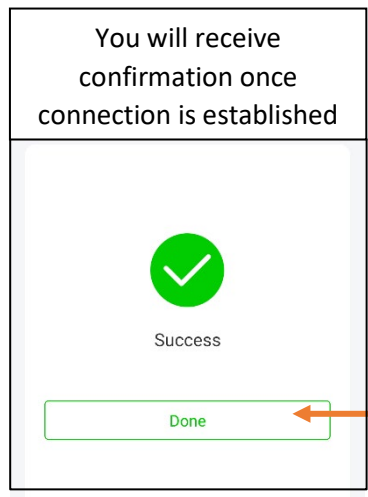 You will receive
confirmation once
connection is established
Success
Done